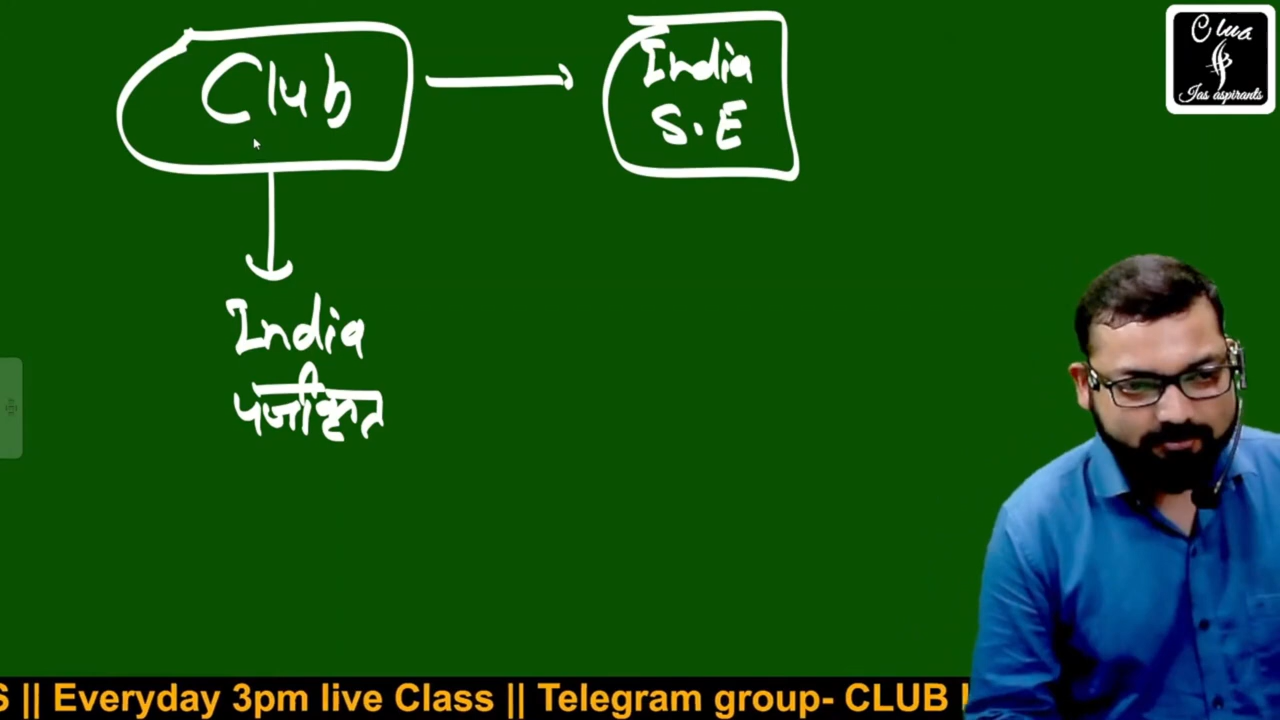 Club
India
S.E
India
पंजीकृत
Club
Ias aspirants
S || Everyday 3pm live Class || Telegram group- CLUB